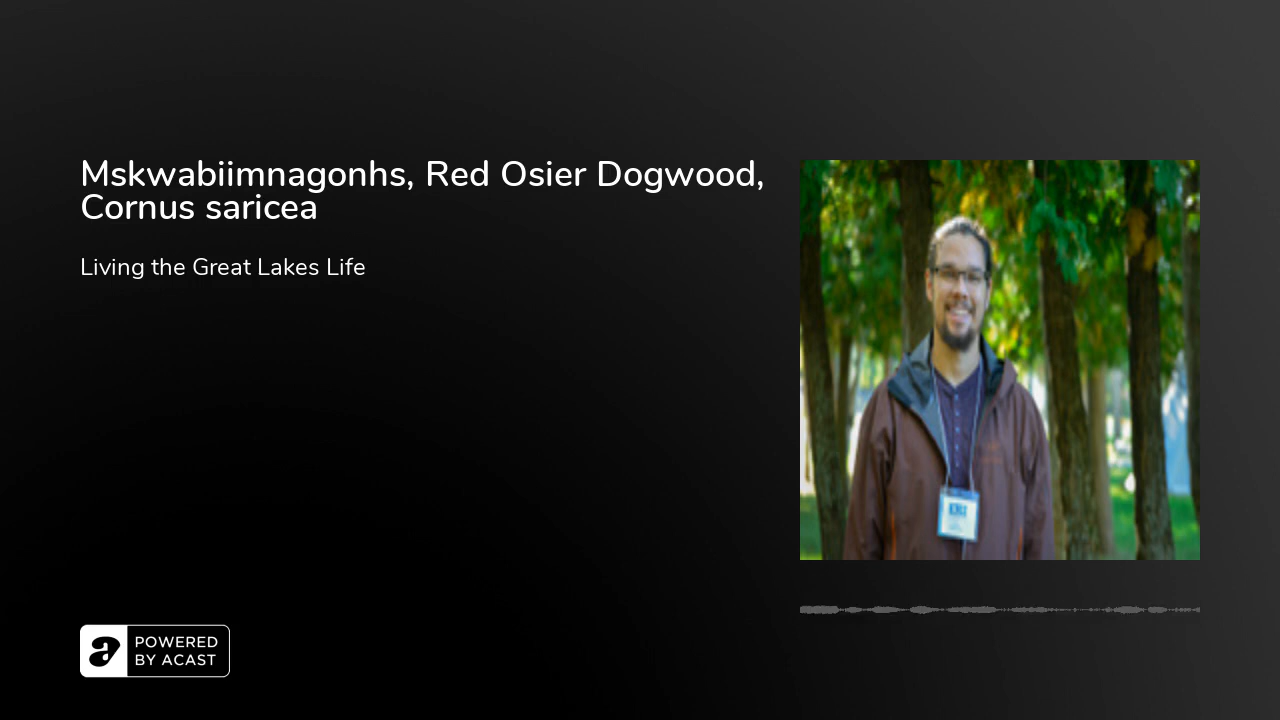 Mskwabiimnagonhs, Red Osier Dogwood,
Cornus saricea
Living the Great Lakes Life
POWERED
BY ACAST